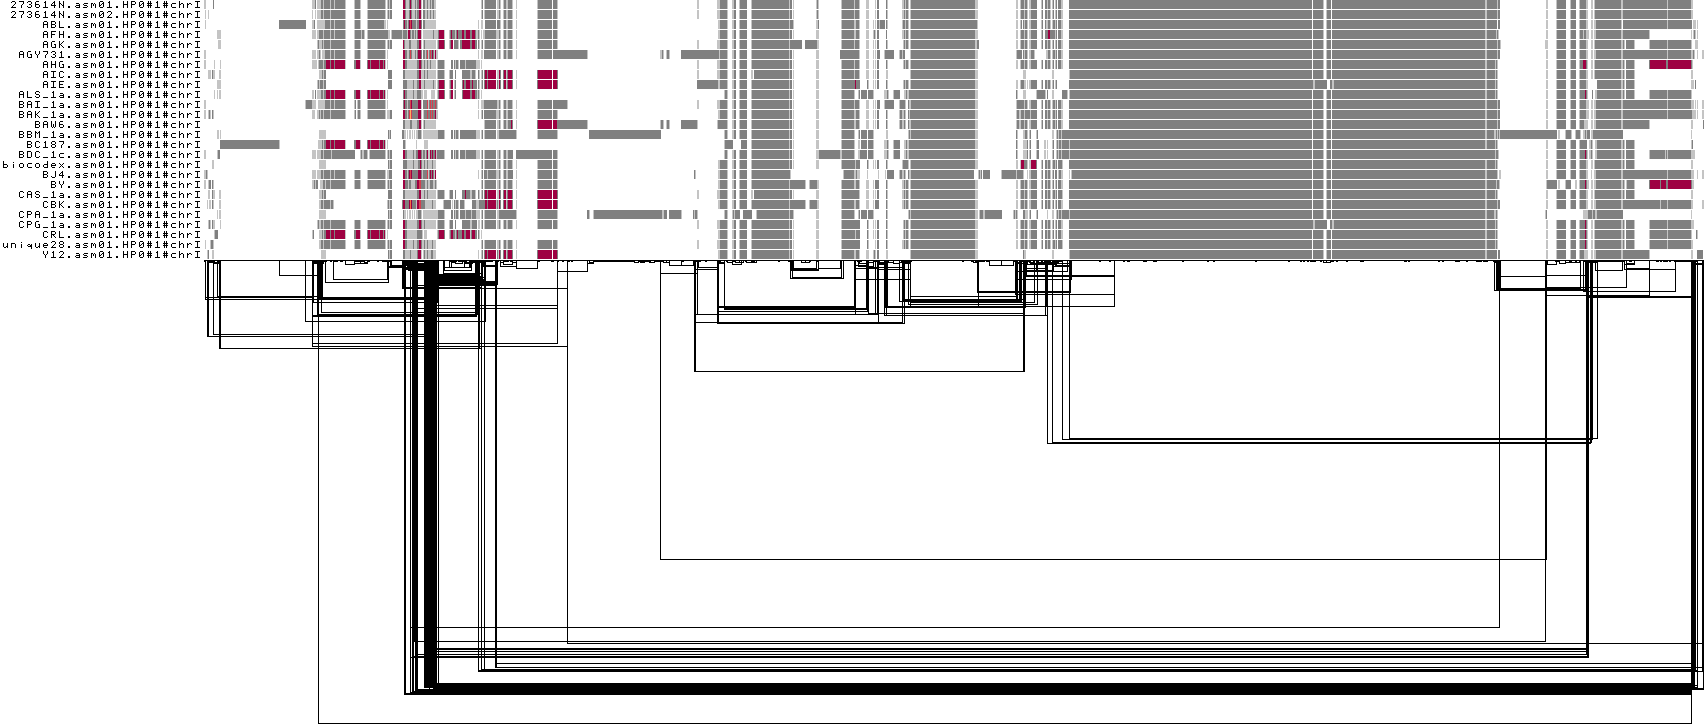 273614N.asm01.HP0#1#chrI
273614N.asm02.HP0#1#chrI
ABL.asm01.HP0#1#chrI
AFH.asm01.HP0#1#chrI
AGK.asm01.HP0#1#chrI
AGY731.asm01.HP0#1#chrI
AHG.asm01.HP0#1#chrI
AIC.asm01.HP0#1#chrI
AIE.asm01.HP0#1#chrI
ALS_1a.asm01.HP0#1#chrI
BAI_1a.asm01.HP0#1#chrI
BAK_1a.asm01.HP0#1#chrI
BAW6.asm01.HP0#1#chrI
BBM_1a.asm01.HP0#1#chrI
BC187.asm01.HP0#1#chrI
BDC_1c.asm01.HP0#1#chrI
biocodex.asm01.HP0#1#chrI
BJ4.asm01.HP0#1#chrI
BY.asm01.HP0#1#chrI
CAS_1a.asm01.HP0#1#chrI
CBK.asm01.HP0#1#chrI
CPA_1a.asm01.HP0#1#chrI
CPG_1a.asm01.HP0#1#chrI
CRL.asm01.HP0#1#chrI
unique28.asm01.HP0#1#chrI
Y12.asm01.HP0#1#chrI